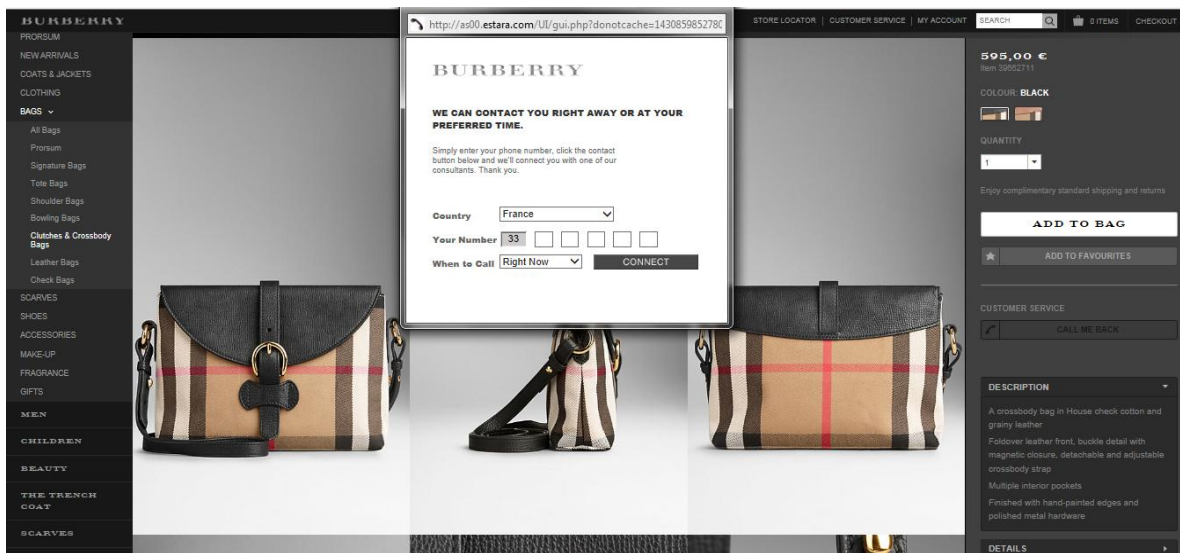 BURBERRY
STORE LOCATOR | CUSTOMER SERVICE | MY ACCOUNT
SEARCH
0 ITEMS
CHECKOUT
PRORSUM
NEW ARRIVALS
COATS & JACKETS
CLOTHING
BAGS
All Bags
Prorsum
Signature Bags
Tote Bags
Shoulder Bags
Bowling Bags
Clutches & Crossbody
Bags
Leather Bags
Check Bags
SCARVES
SHOES
ACCESSORIES
MAKE-UP
FRAGRANCE
GIFTS
MEN
CHILDREN
BEAUTY
THE TRENCH
COAT
SCARVES
http://as00.estara.com/UI/gui.php?donotcache=1430859852780
BURBERRY
WE CAN CONTACT YOU RIGHT AWAY OR AT YOUR
PREFERRED TIME.
Simply enter your phone number, click the contact
button below and we'll connect you with one of our
consultants. Thank you.
Country France
Your Number 33
When to Call Right Now CONNECT
595,00 €
Item 39662711
COLOUR: BLACK
QUANTITY
1
Enjoy complimentary standard shipping and returns
ADD TO BAG
ADD TO FAVOURITES
CUSTOMER SERVICE
CALL ME BACK
DESCRIPTION
A crossbody bag in House check cotton and
grainy leather
Foldover leather front, buckle detail with
magnetic closure, detachable and adjustable
crossbody strap
Multiple interior pockets
Finished with hand-painted edges and
polished metal hardware
DETAILS